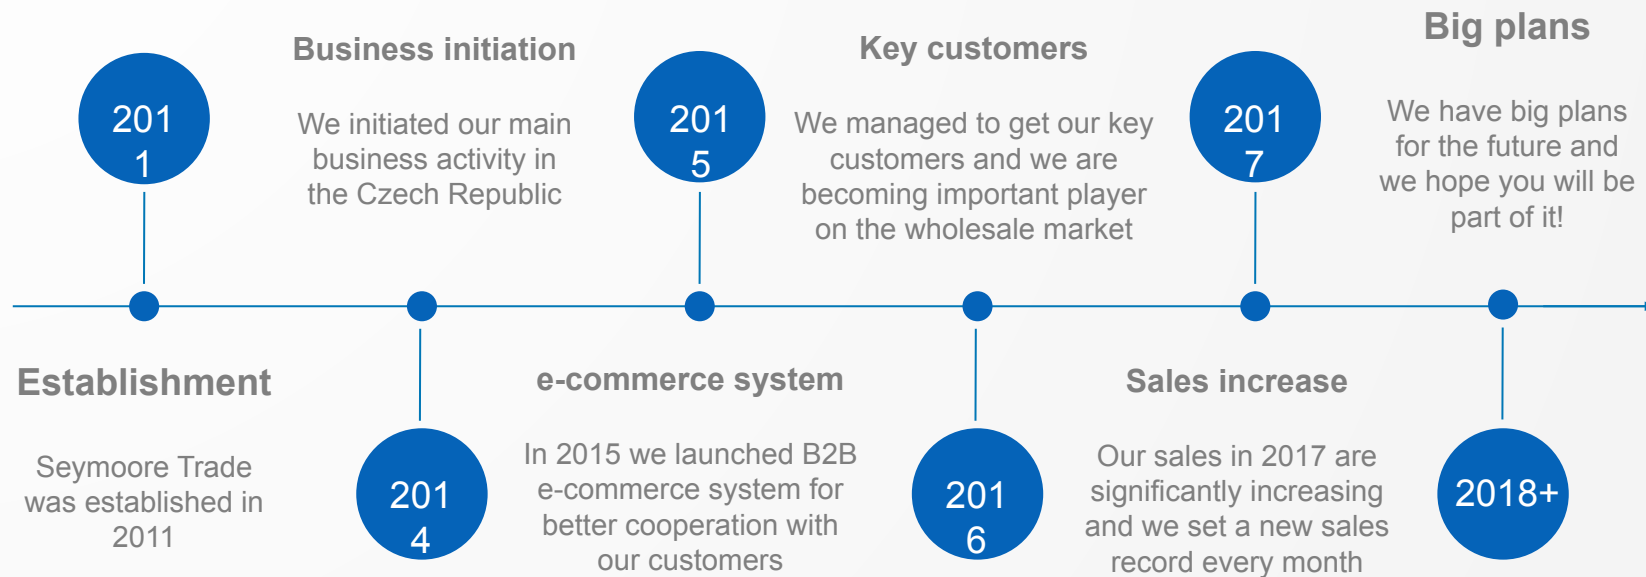 201
1
Establishment
Seymoore Trade
was established in
2011
Business initiation
We initiated our main
business activity in
the Czech Republic
201
4
201
5
e-commerce system
In 2015 we launched B2B
e-commerce system for
better cooperation with
our customers
Key customers
We managed to get our key
customers and we are
becoming important player
on the wholesale market
201
6
201
7
Sales increase
Our sales in 2017 are
significantly increasing
and we set a new sales
record every month
Big plans
We have big plans
for the future and
we hope you will be
part of it!
2018+